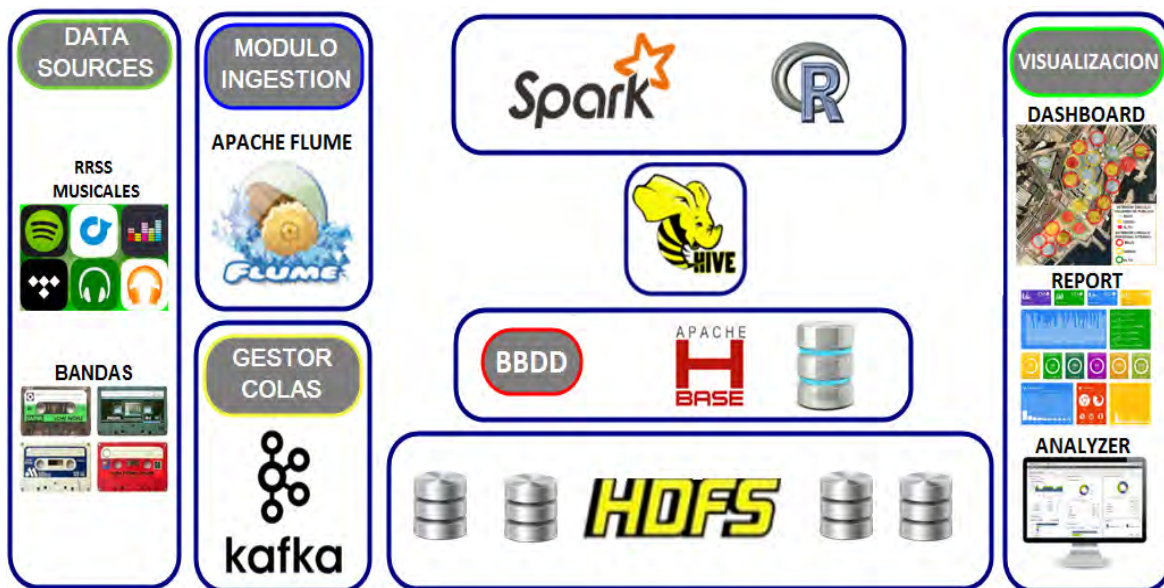 DATA
SOURCES
RRSS
MUSICALES
BANDAS
MODULO
INGESTION
APACHE FLUME
FLUME
GESTOR
COLAS
kafka
Spark
R
HIVE
BBDD
APACHE
H
BASE
HDFS
VISUALIZACION
DASHBOARD
REPORT
ANALYZER